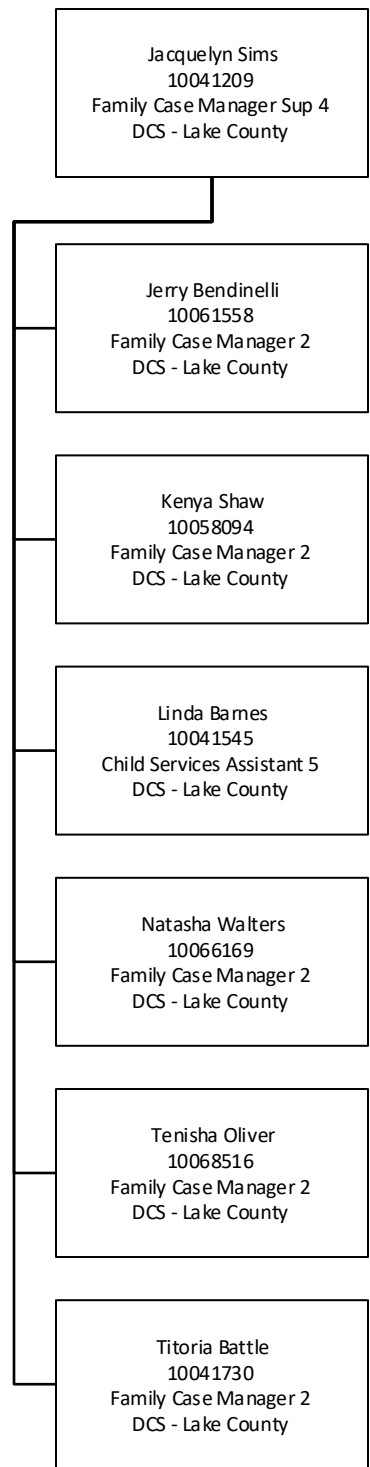 Jacquelyn Sims
10041209
Family Case Manager Sup 4
DCS - Lake County
Jerry Bendinelli
10061558
Family Case Manager 2
DCS - Lake County
Kenya Shaw
10058094
Family Case Manager 2
DCS - Lake County
Linda Barnes
10041545
Child Services Assistant 5
DCS - Lake County
Natasha Walters
10066169
Family Case Manager 2
DCS - Lake County
Tenisha Oliver
10068516
Family Case Manager 2
DCS - Lake County
Titoria Battle
10041730
Family Case Manager 2
DCS - Lake County